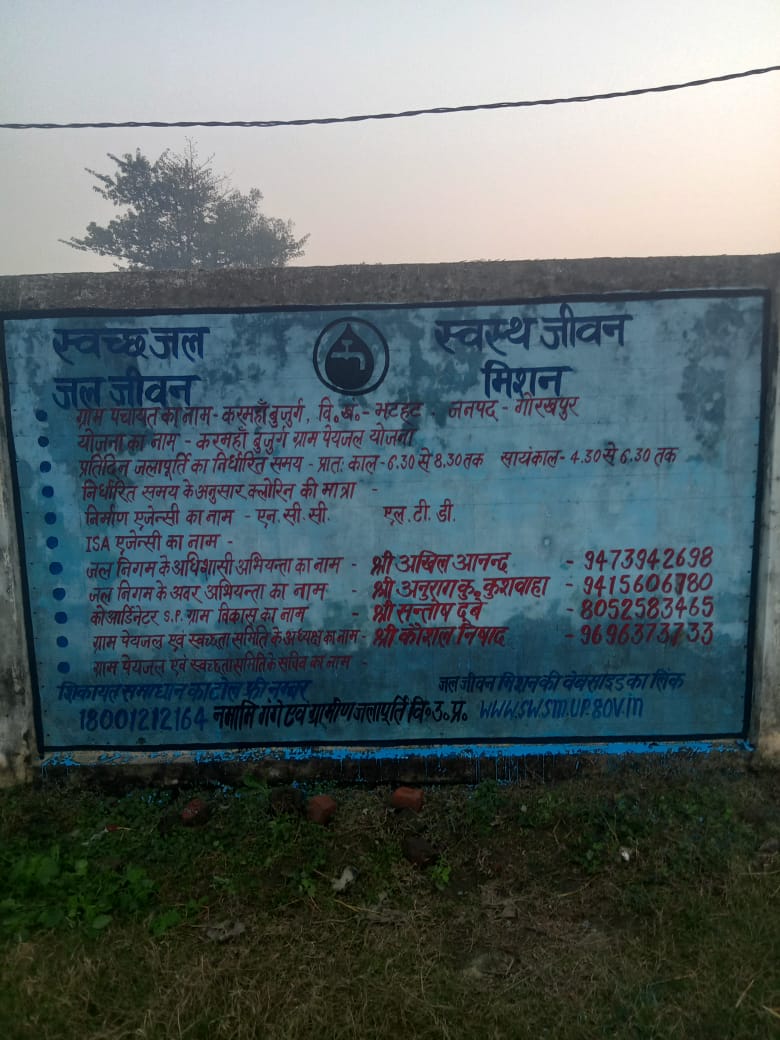 स्वच्छ जल स्वस्थ जीवन
जल जीवन मिशन
ग्राम पंचायत का नाम - करमहाँ बुजुर्ग, वि.ख.- भटहट, जनपद - गोरखपुर
योजना का नाम - करमहाँ बुजुर्ग ग्राम पेयजल योजना
प्रतिदिन जलापूर्ति का निर्धारित समय - प्रातः काल - 6.30 से 8.30 तक सायंकाल - 4.30 से 6.30 तक
निर्धारित समय के अनुसार क्लोरिन की मात्रा -
निर्माण एजेन्सी का नाम - एन.सी.सी. एल.टी.डी.
ISA एजेन्सी का नाम -
जल निगम के अधिशासी अभियन्ता का नाम - श्री अखिल आनन्द - 9473942698
जल निगम के अवर अभियन्ता का नाम - श्री अनुराग कु० कुशवाहा - 9415606780
कोआर्डिनेटर S.P. ग्राम विकास का नाम - श्री सन्तोष दुबे - 8052583465
ग्राम पेयजल एवं स्वच्छता समिति के अध्यक्ष का नाम - श्री कौशल निषाद - 9696373733
ग्राम पेयजल एवं स्वच्छता समिति के सचिव का नाम -
शिकायत समाधान का टोल फ्री नम्बर जल जीवन मिशन की वेबसाइड का लिंक
18001212164 नमामि गंगे एवं ग्रामीण जलापूर्ति वि० उ.प्र. www.swsm.up.gov.in